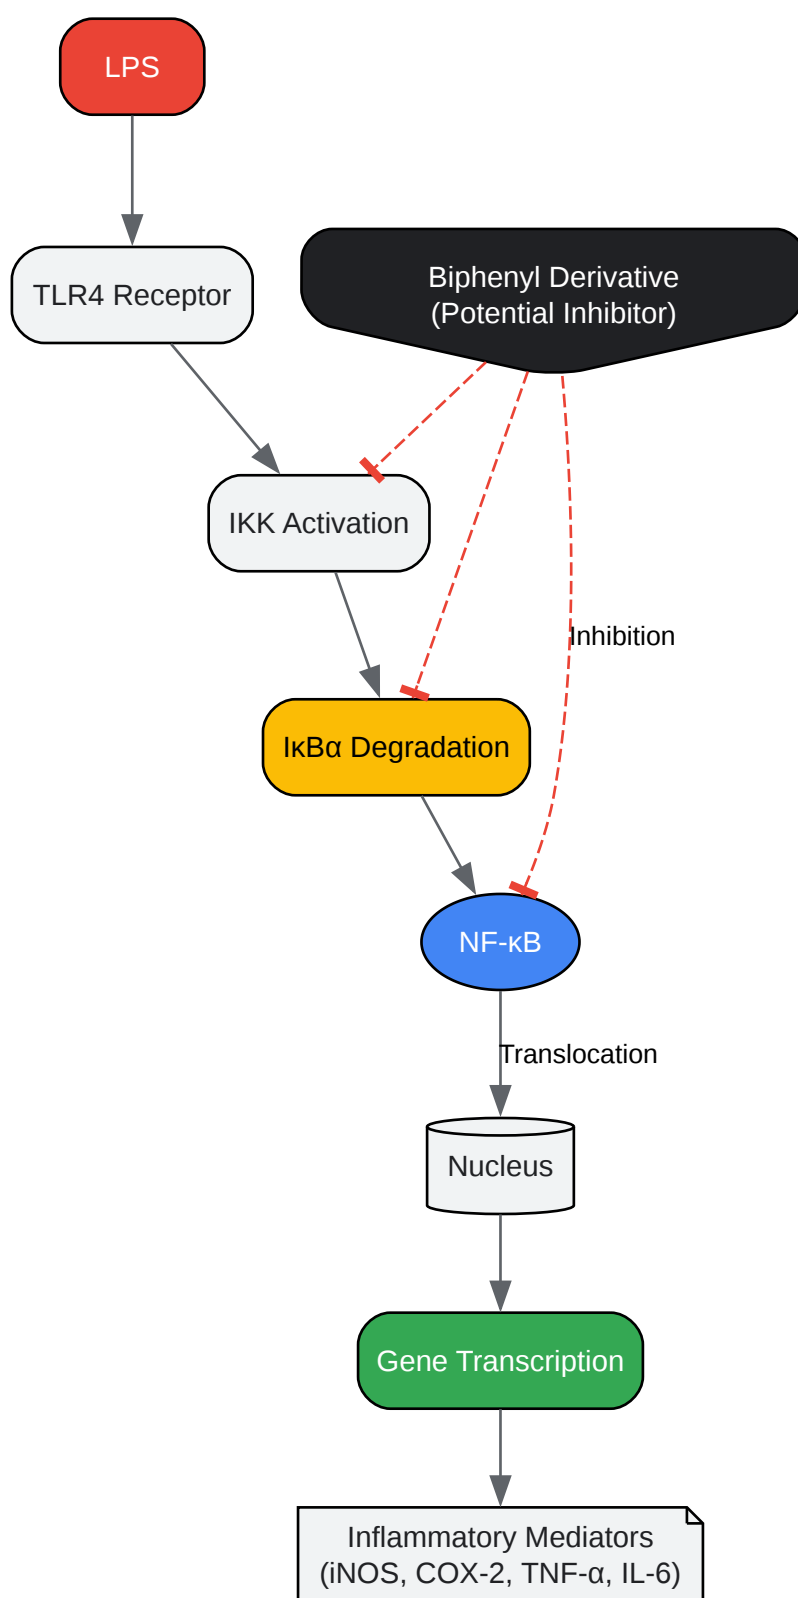 LPS
TLR4 Receptor
Biphenyl Derivative
(Potential Inhibitor)
IKK Activation
Inhibition
IκBα Degradation
NF-κB
Translocation
Nucleus
Gene Transcription
Inflammatory Mediators
(iNOS, COX-2, TNF-α, IL-6)